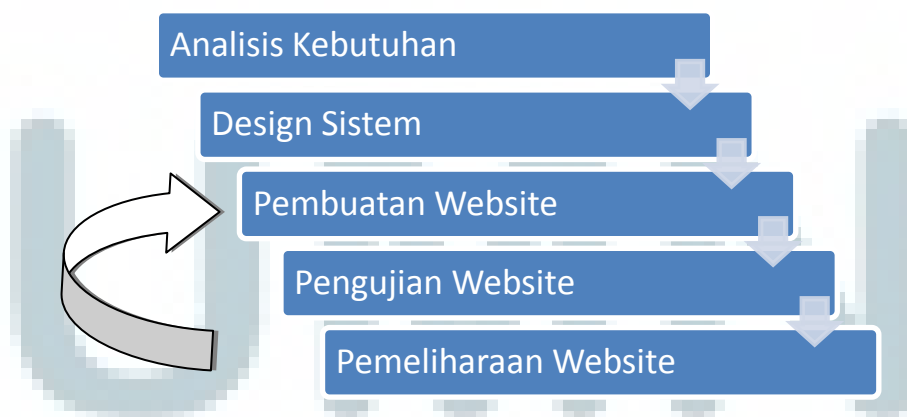 Analisis Kebutuhan
Design Sistem
Pembuatan Website
Pengujian Website
Pemeliharaan Website